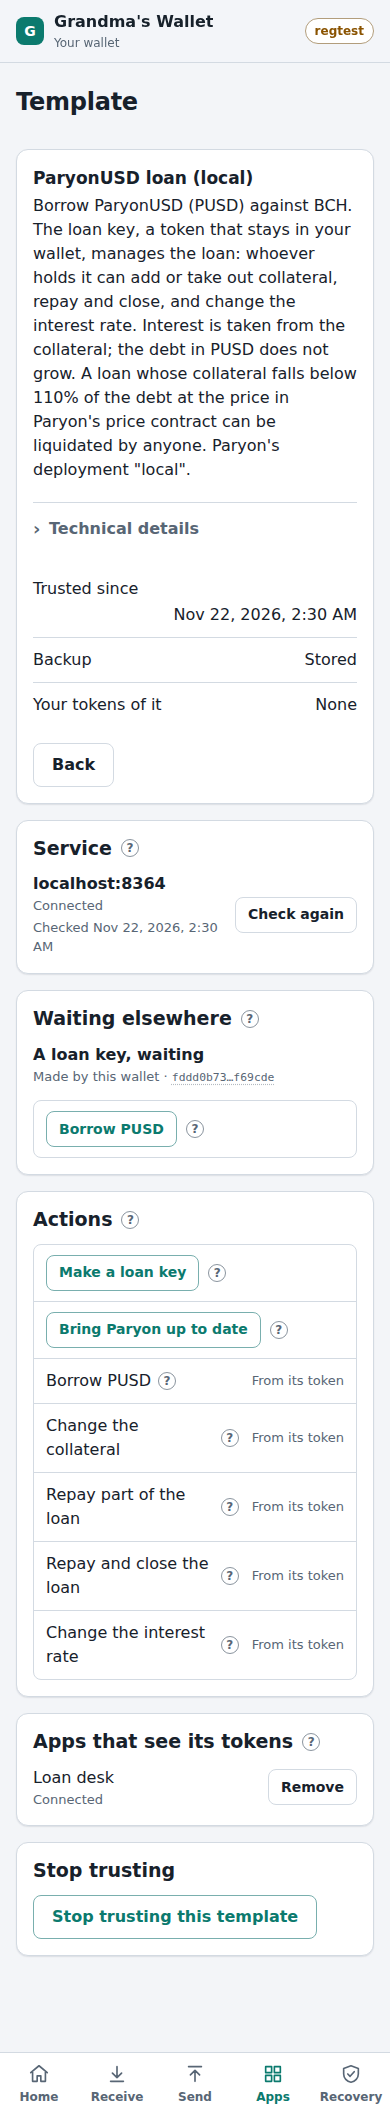 G
Grandma's Wallet
Your wallet
regtest
Template
ParyonUSD loan (local)
Borrow ParyonUSD (PUSD) against BCH.
The loan key, a token that stays in your
wallet, manages the loan: whoever
holds it can add or take out collateral,
repay and close, and change the
interest rate. Interest is taken from the
collateral; the debt in PUSD does not
grow. A loan whose collateral falls below
110% of the debt at the price in
Paryon's price contract can be
liquidated by anyone. Paryon's
deployment "local".
› Technical details
Trusted since
Nov 22, 2026, 2:30 AM
Backup Stored
Your tokens of it None
Back
Service ?
localhost:8364
Connected
Checked Nov 22, 2026, 2:30
AM
Check again
Waiting elsewhere ?
A loan key, waiting
Made by this wallet · fddd0b73…f69cde
Borrow PUSD ?
Actions ?
Make a loan key ?
Bring Paryon up to date ?
Borrow PUSD ? From its token
Change the
collateral ? From its token
Repay part of the
loan ? From its token
Repay and close the
loan ? From its token
Change the interest
rate ? From its token
Apps that see its tokens ?
Loan desk
Connected
Remove
Stop trusting
Stop trusting this template
Home Receive Send Apps Recovery